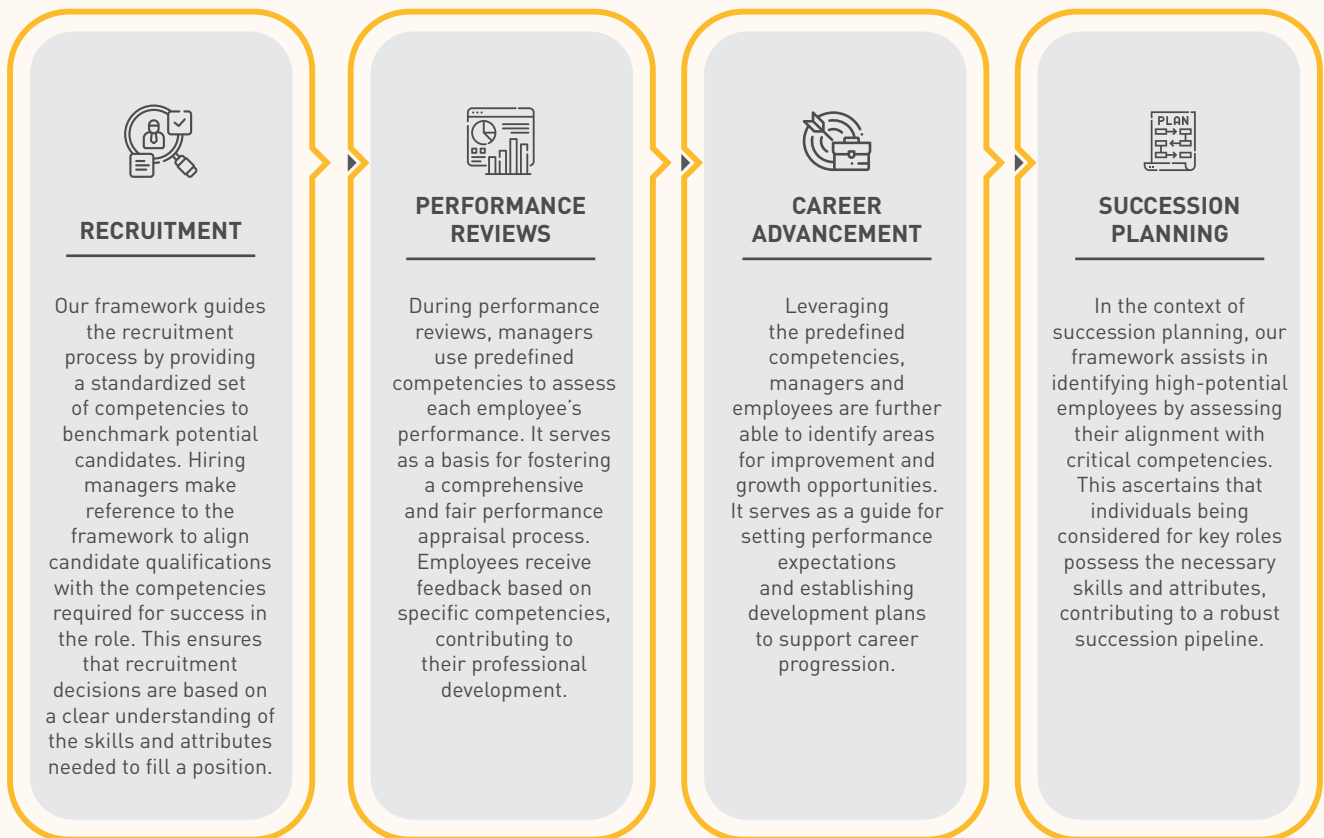 RECRUITMENT
Our framework guides
the recruitment
process by providing
a standardized set
of competencies to
benchmark potential
candidates. Hiring
managers make
reference to the
framework to align
candidate qualifications
with the competencies
required for success in
the role. This ensures
that recruitment
decisions are based on
a clear understanding of
the skills and attributes
needed to fill a position.
PERFORMANCE
REVIEWS
During performance
reviews, managers
use predefined
competencies to assess
each employee’s
performance. It serves
as a basis for fostering
a comprehensive
and fair performance
appraisal process.
Employees receive
feedback based on
specific competencies,
contributing to
their professional
development.
CAREER
ADVANCEMENT
Leveraging
the predefined
competencies,
managers and
employees are further
able to identify areas
for improvement and
growth opportunities.
It serves as a guide for
setting performance
expectations
and establishing
development plans
to support career
progression.
PLAN
SUCCESSION
PLANNING
In the context of
succession planning, our
framework assists in
identifying high-potential
employees by assessing
their alignment with
critical competencies.
This ascertains that
individuals being
considered for key roles
possess the necessary
skills and attributes,
contributing to a robust
succession pipeline.